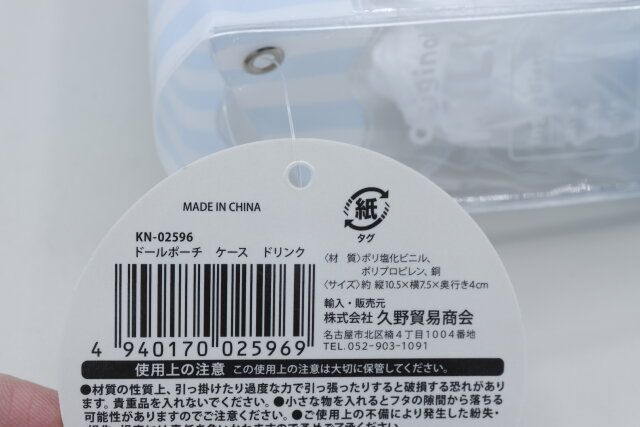 MADE IN CHINA
KN-02596
ドールポーチ ケース ドリンク
4 940170 025969
紙
タグ
〈材 質〉ポリ塩化ビニル、
ポリプロピレン、銅
〈サイズ〉約 縦10.5×横7.5×奥行き4cm
輸入・販売元
株式会社 久野貿易商会
名古屋市北区楠4丁目1004番地
TEL.052-903-1091
使用上の注意 この使用上の注意は大切に保管してください。
●材質の性質上、引っ掛けたり過度な力で引っ張ったりすると破損する恐れがあり
ます。貴重品を入れないでください。●小さな物を入れるとフタの隙間から落ちる
可能性がありますのでご注意ください。●ご使用上の不備により発生した紛失・